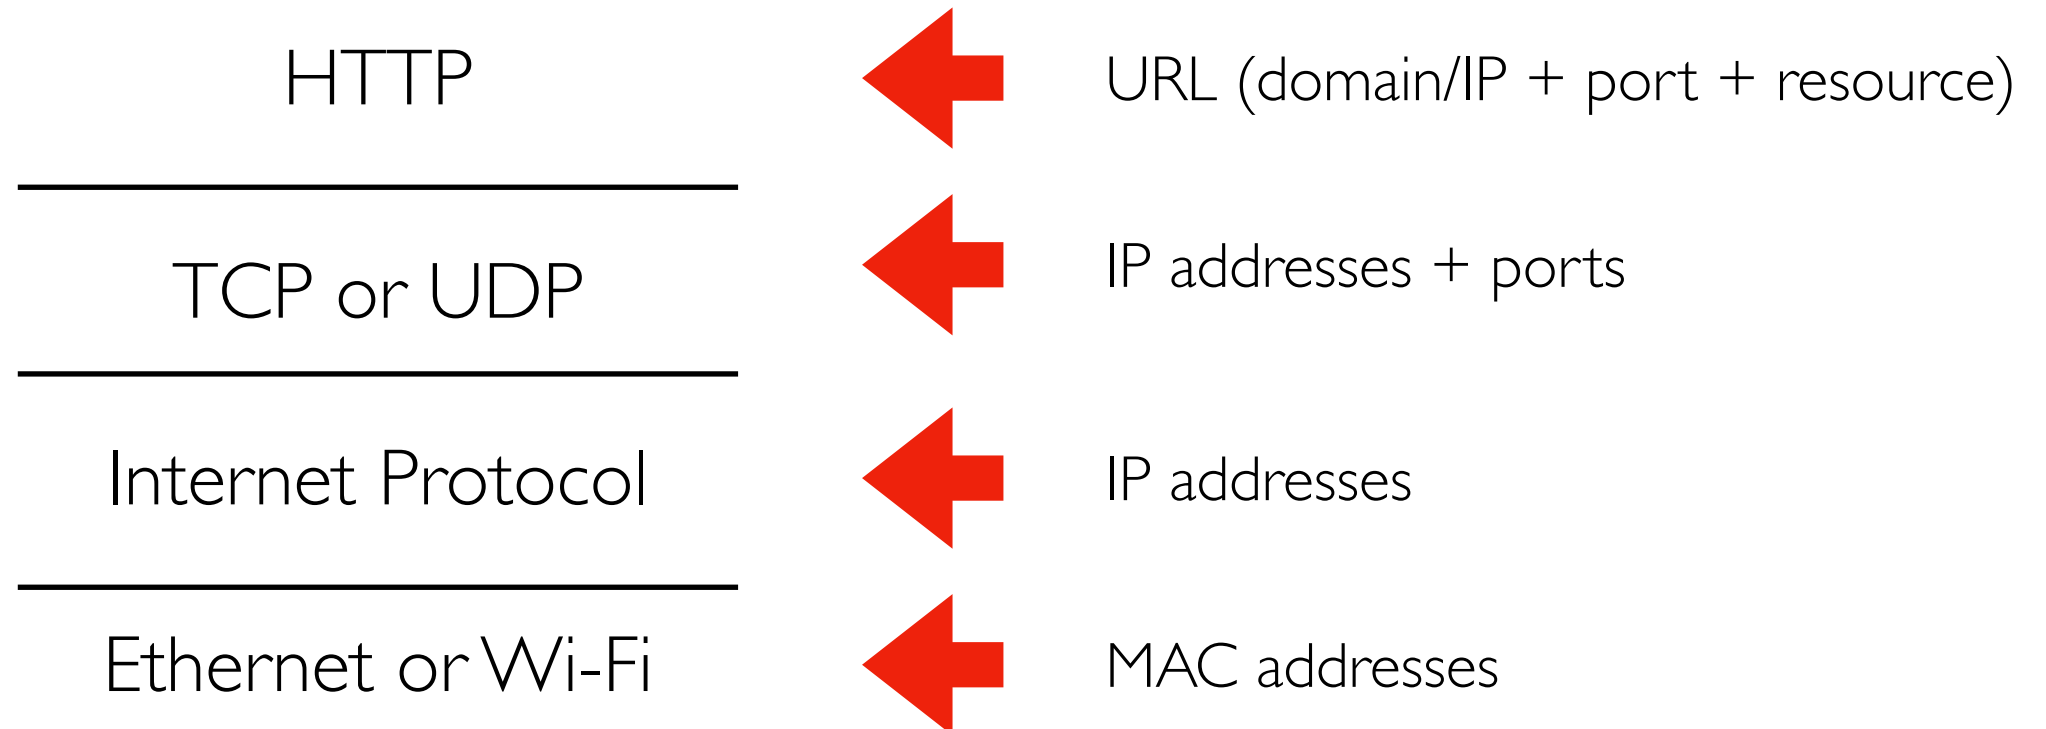 HTTP
URL (domain/IP + port + resource)
TCP or UDP
IP addresses + ports
Internet Protocol
IP addresses
Ethernet or Wi-Fi
MAC addresses